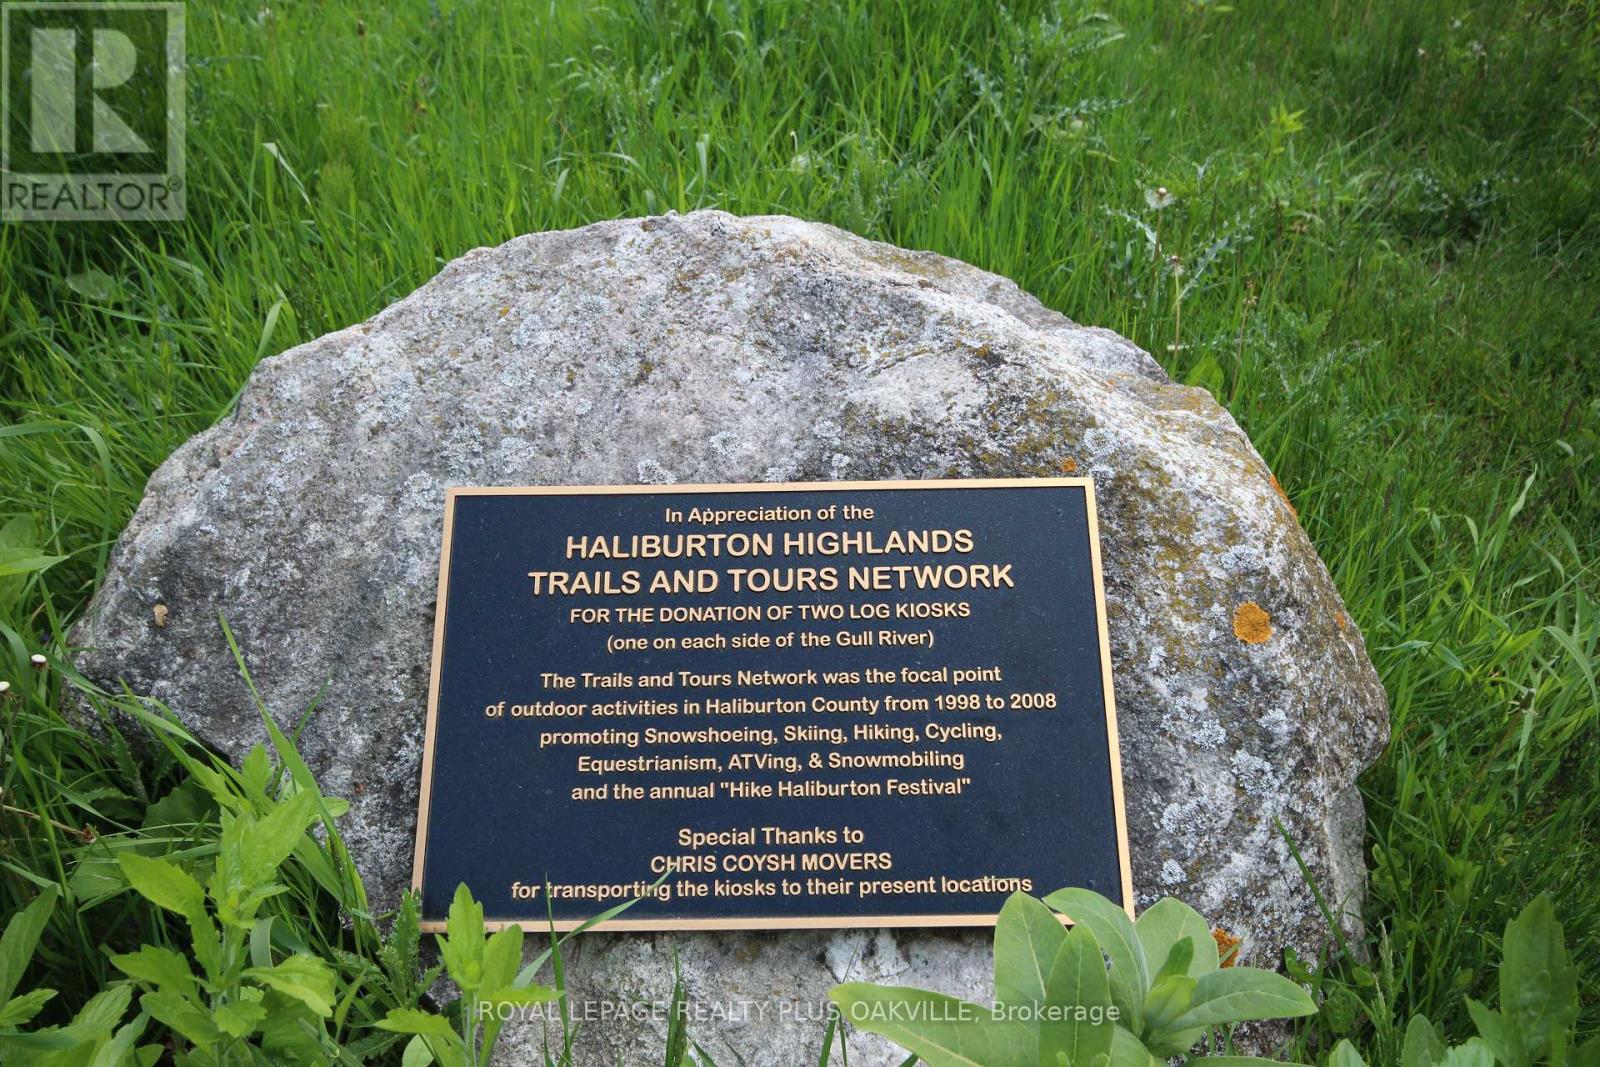 R
REALTOR®
In Appreciation of the
HALIBURTON HIGHLANDS
TRAILS AND TOURS NETWORK
FOR THE DONATION OF TWO LOG KIOSKS
(one on each side of the Gull River)
The Trails and Tours Network was the focal point
of outdoor activities in Haliburton County from 1998 to 2008
promoting Snowshoeing, Skiing, Hiking, Cycling,
Equestrianism, ATVing, & Snowmobiling
and the annual "Hike Haliburton Festival"
Special Thanks to
CHRIS COYSH MOVERS
for transporting the kiosks to their present locations
ROYAL LEPAGE REALTY PLUS OAKVILLE, Brokerage